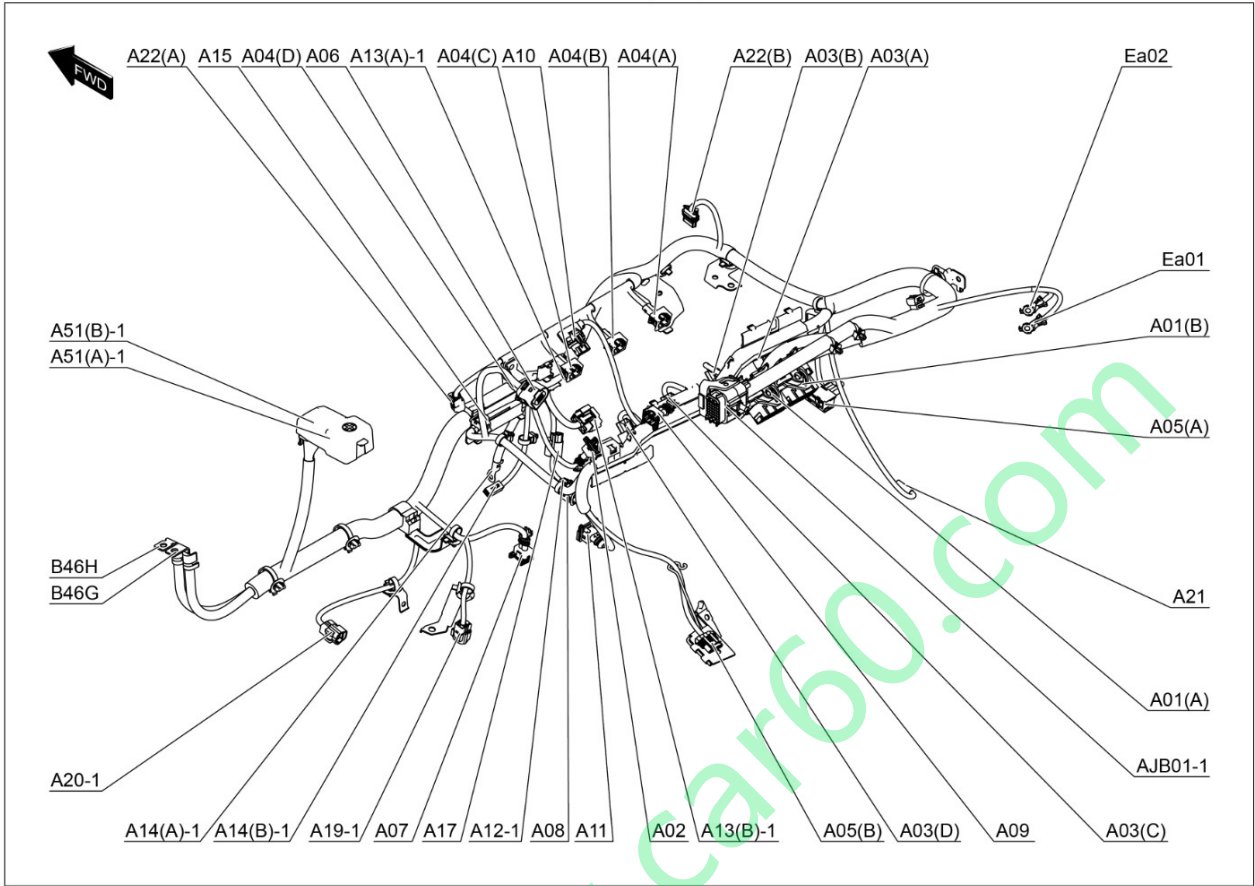 FWD
A22(A) A15 A04(D) A06 A13(A)-1 A04(C) A10 A04(B) A04(A) A22(B) A03(B) A03(A) Ea02
Ea01
A51(B)-1
A51(A)-1
A01(B)
A05(A)
B46H
B46G
A21
A01(A)
AJB01-1
A20-1
A14(A)-1 A14(B)-1 A19-1 A07 A17 A12-1 A08 A11 A02 A13(B)-1 A05(B) A03(D) A09 A03(C)
car60.com